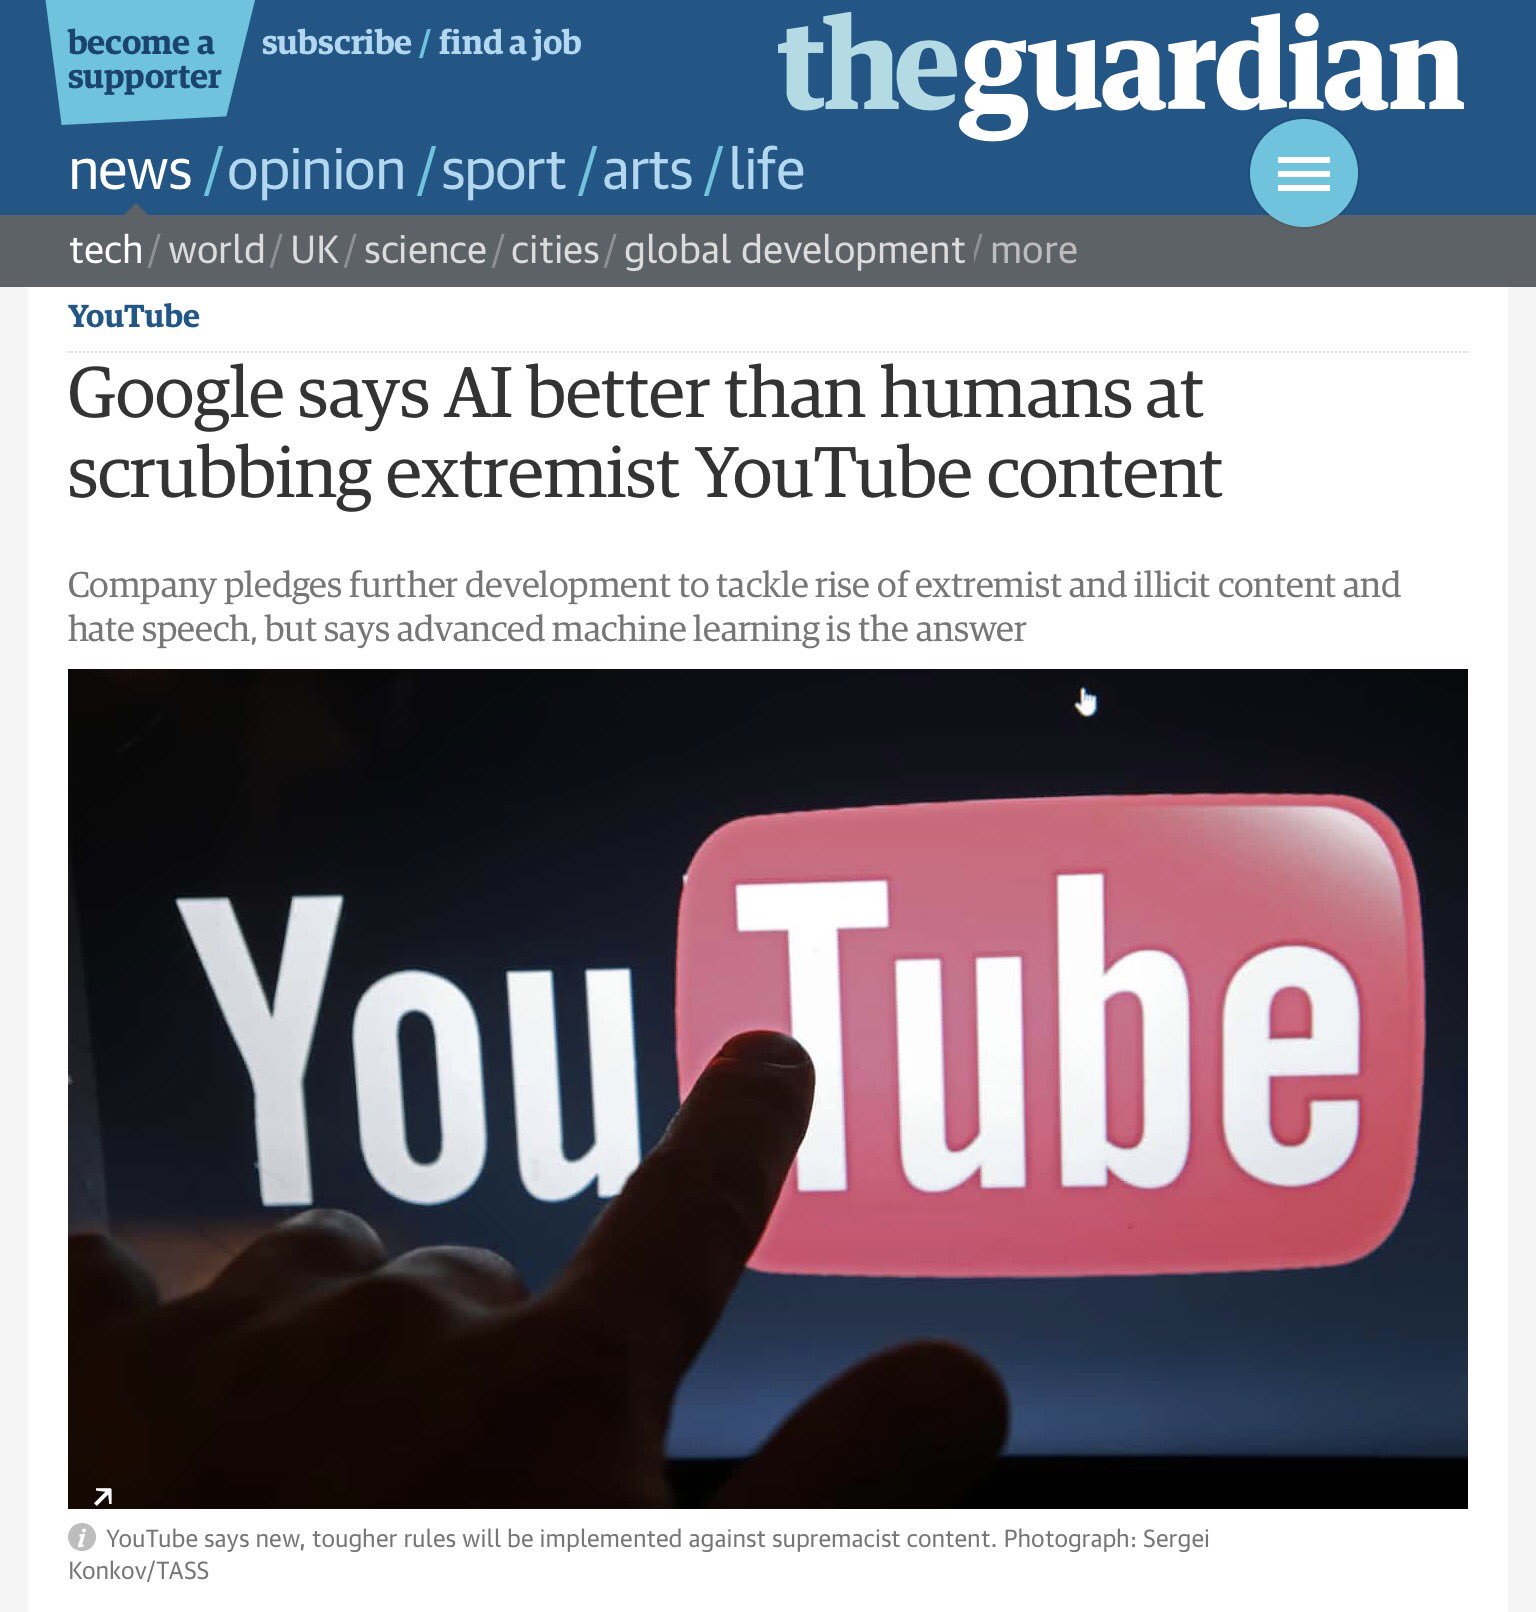 become a
supporter
subscribe / find a job
theguardian
news / opinion / sport / arts / life
tech / world / UK / science / cities / global development / more
YouTube
Google says AI better than humans at
scrubbing extremist YouTube content
Company pledges further development to tackle rise of extremist and illicit content and
hate speech, but says advanced machine learning is the answer
YouTube
i YouTube says new, tougher rules will be implemented against supremacist content. Photograph: Sergei
Konkov/TASS